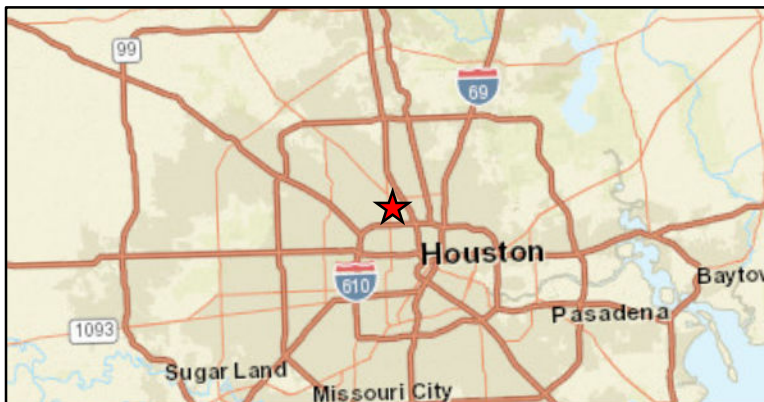 99
69
Houston
610
Baytow
1093
Pasadena
Sugar Land
Missouri City